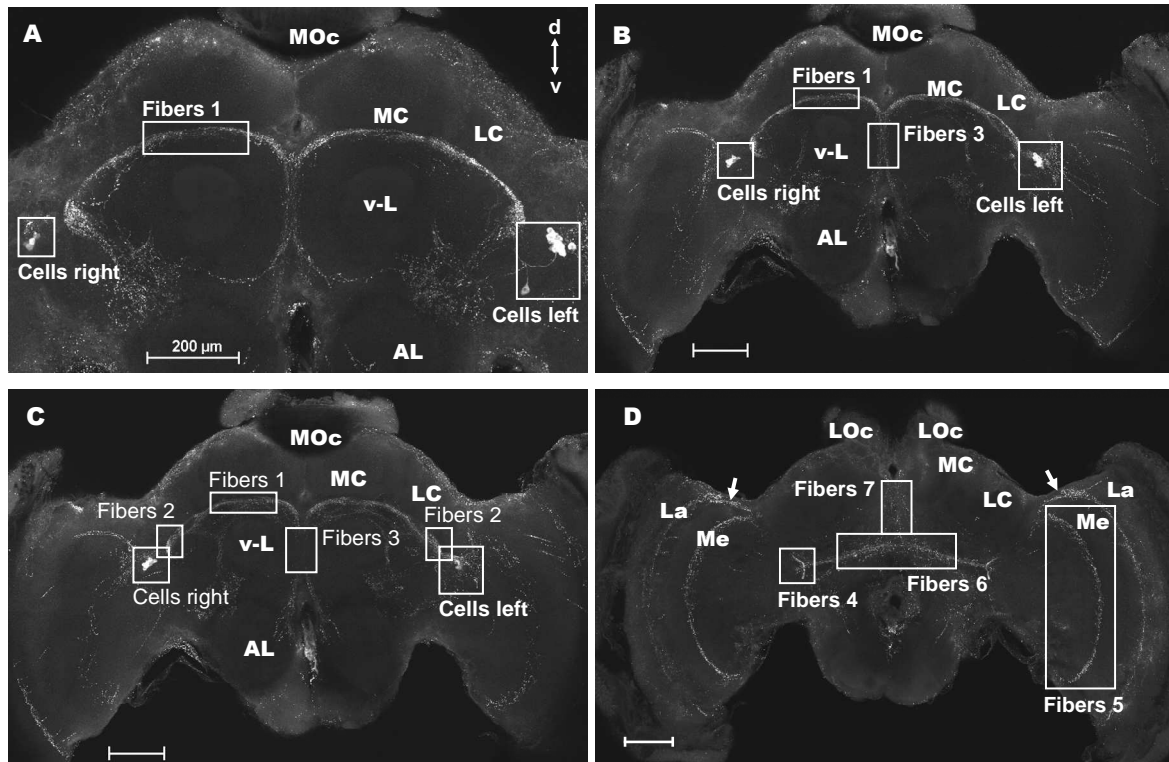 A
MOc
d
v
Fibers 1
MC
LC
v-L
Cells right
Cells left
200 µm
AL
B
MOc
Fibers 1
MC
LC
Fibers 3
v-L
Cells right
Cells left
AL
C
MOc
Fibers 1
MC
LC
Fibers 2
Fibers 2
v-L
Fibers 3
Cells right
Cells left
AL
D
LOc
LOc
MC
Fibers 7
LC
La
La
Me
Me
Fibers 4
Fibers 6
Fibers 5